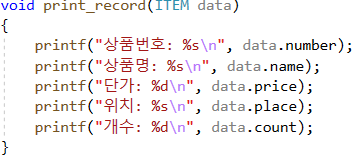 void print_record(ITEM data)
{
    printf("상품번호: %s\n", data.number);
    printf("상품명: %s\n", data.name);
    printf("단가: %d\n", data.price);
    printf("위치: %s\n", data.place);
    printf("개수: %d\n", data.count);
}